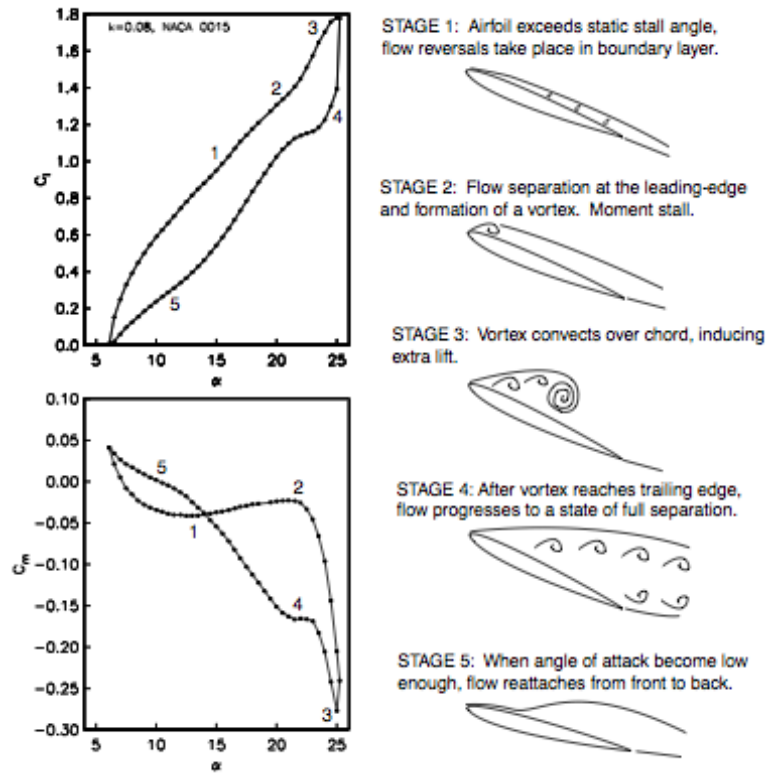 k=0.08, NACA 0015
1.8
1.6
1.4
1.2
1.0
0.8
0.6
0.4
0.2
0.0
Cl
3
2
4
1
5
5 10 15 20 25
α
0.10
0.05
0.00
−0.05
−0.10
−0.15
−0.20
−0.25
−0.30
Cm
5
2
1
4
3
5 10 15 20 25
α
STAGE 1: Airfoil exceeds static stall angle,
flow reversals take place in boundary layer.
STAGE 2: Flow separation at the leading-edge
and formation of a vortex. Moment stall.
STAGE 3: Vortex convects over chord, inducing
extra lift.
STAGE 4: After vortex reaches trailing edge,
flow progresses to a state of full separation.
STAGE 5: When angle of attack become low
enough, flow reattaches from front to back.